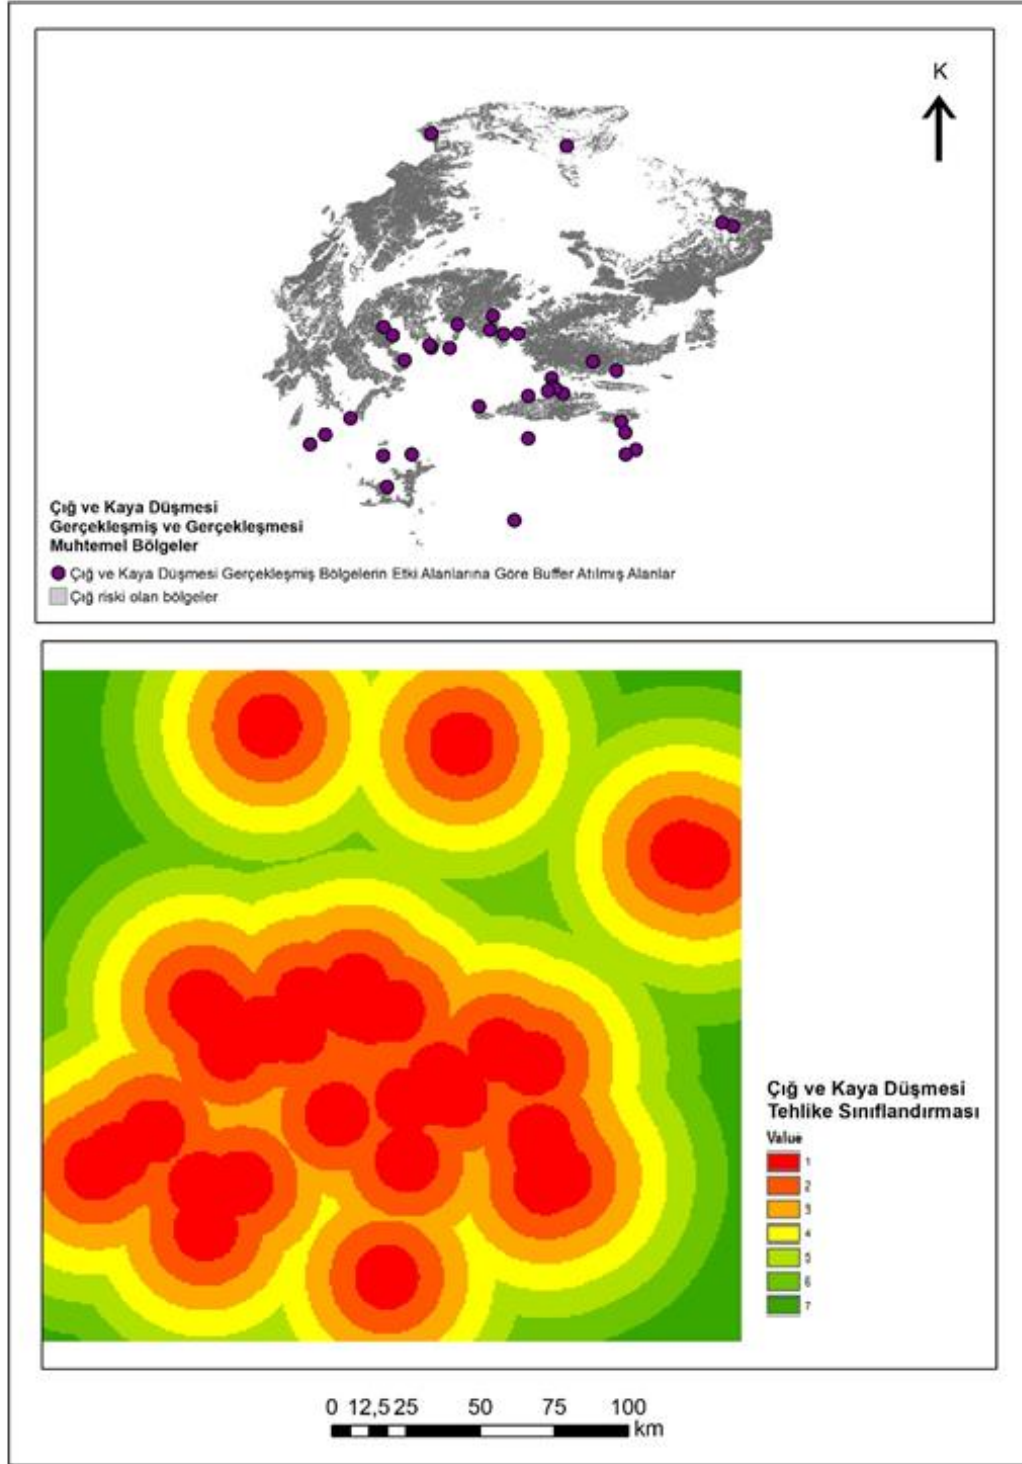 K
Çığ ve Kaya Düşmesi
Gerçekleşmiş ve Gerçekleşmesi
Muhtemel Bölgeler
Çığ ve Kaya Düşmesi Gerçekleşmiş Bölgelerin Etki Alanlarına Göre Buffer Atılmış Alanlar
Çığ riski olan bölgeler
Çığ ve Kaya Düşmesi
Tehlike Sınıflandırması
Value
1
2
3
4
5
6
7
0 12,5 25 50 75 100
km